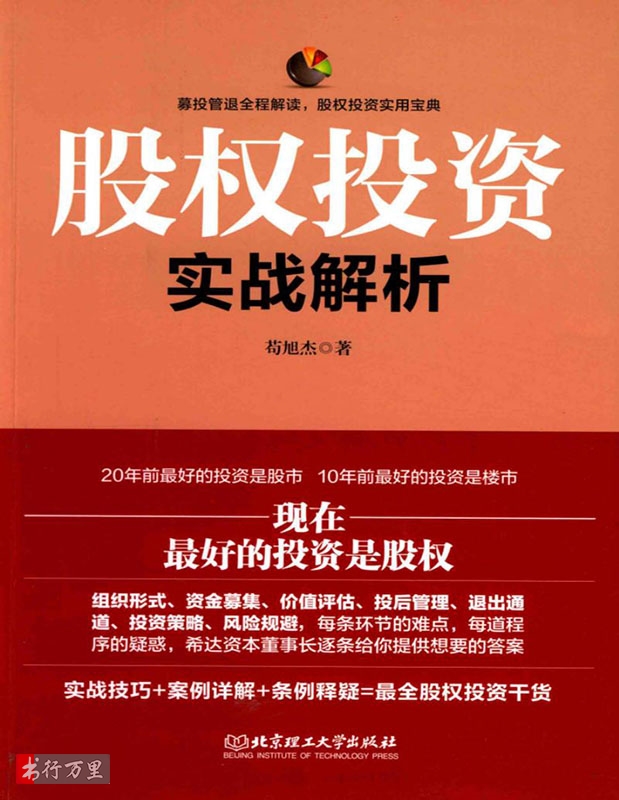 募投管退全程解读，股权投资实用宝典
股权投资
实战解析
苟旭杰◎著
20年前最好的投资是股市 10年前最好的投资是楼市
现在
最好的投资是股权
组织形式、资金募集、价值评估、投后管理、退出通
道、投资策略、风险规避，每条环节的难点，每道程
序的疑惑，希达资本董事长逐条给你提供想要的答案
实战技巧+案例详解+条例释疑=最全股权投资干货
北京理工大学出版社
BEIJING INSTITUTE OF TECHNOLOGY PRESS
书行万里